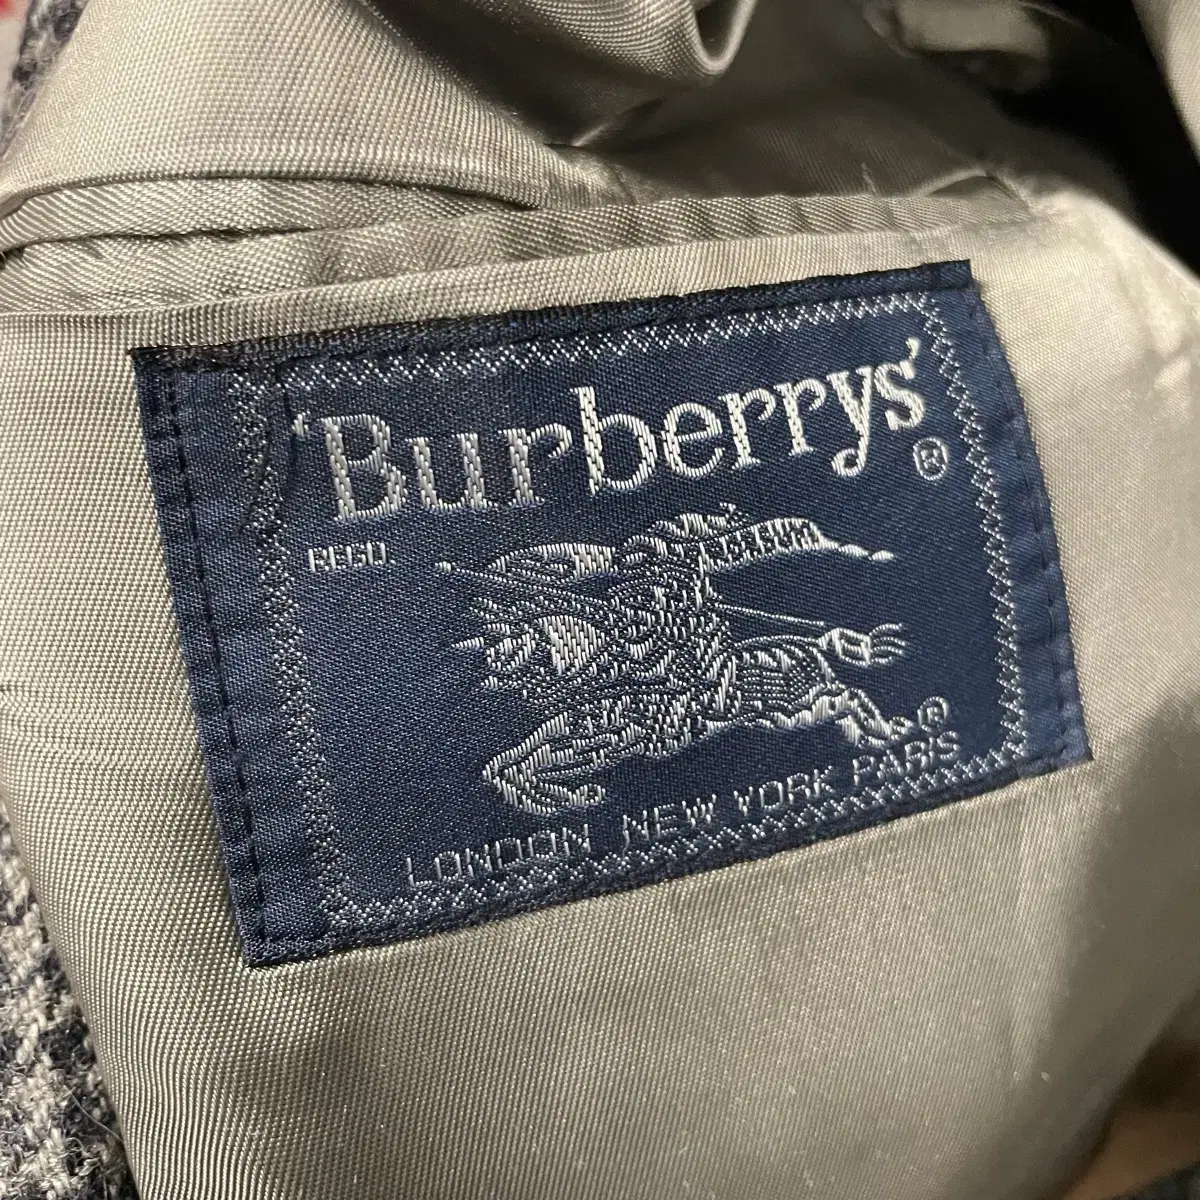 'Burberrys' ®
REGD.
®
LONDON NEW YORK PARIS